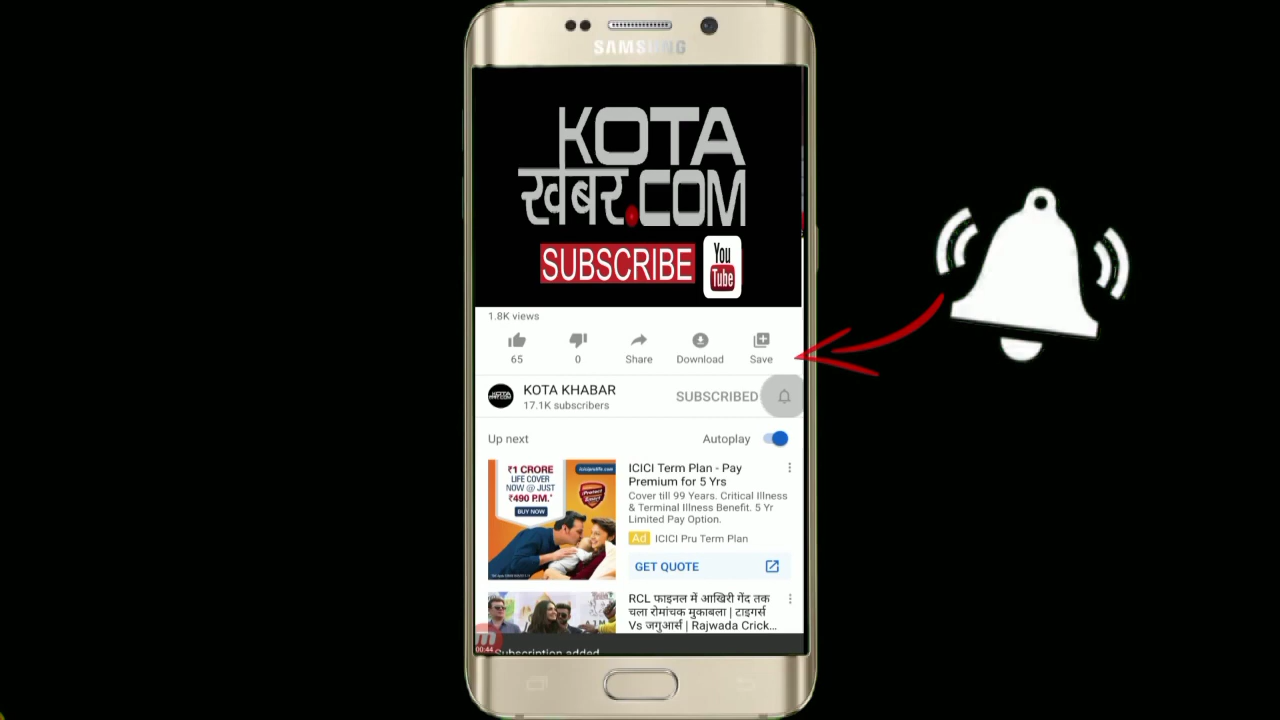 SAMSUNG
KOTA
खबर.COM
SUBSCRIBE
You
Tube
1.8K views
65
0
Share
Download
Save
KOTA KHABAR
SUBSCRIBED
17.1K subscribers
Up next
Autoplay
₹1 CRORE
LIFE COVER
NOW @ JUST
₹490 P.M.*
BUY NOW
ICICI Term Plan - Pay
Premium for 5 Yrs
Cover till 99 Years. Critical Illness
& Terminal Illness Benefit. 5 Yr
Limited Pay Option.
Ad ICICI Pru Term Plan
GET QUOTE
RCL फाइनल में आखिरी गेंद तक
चला रोमांचक मुकाबला | टाइगर्स
Vs जगुआर्स | Rajwada Crick...
00:44
Subscription added